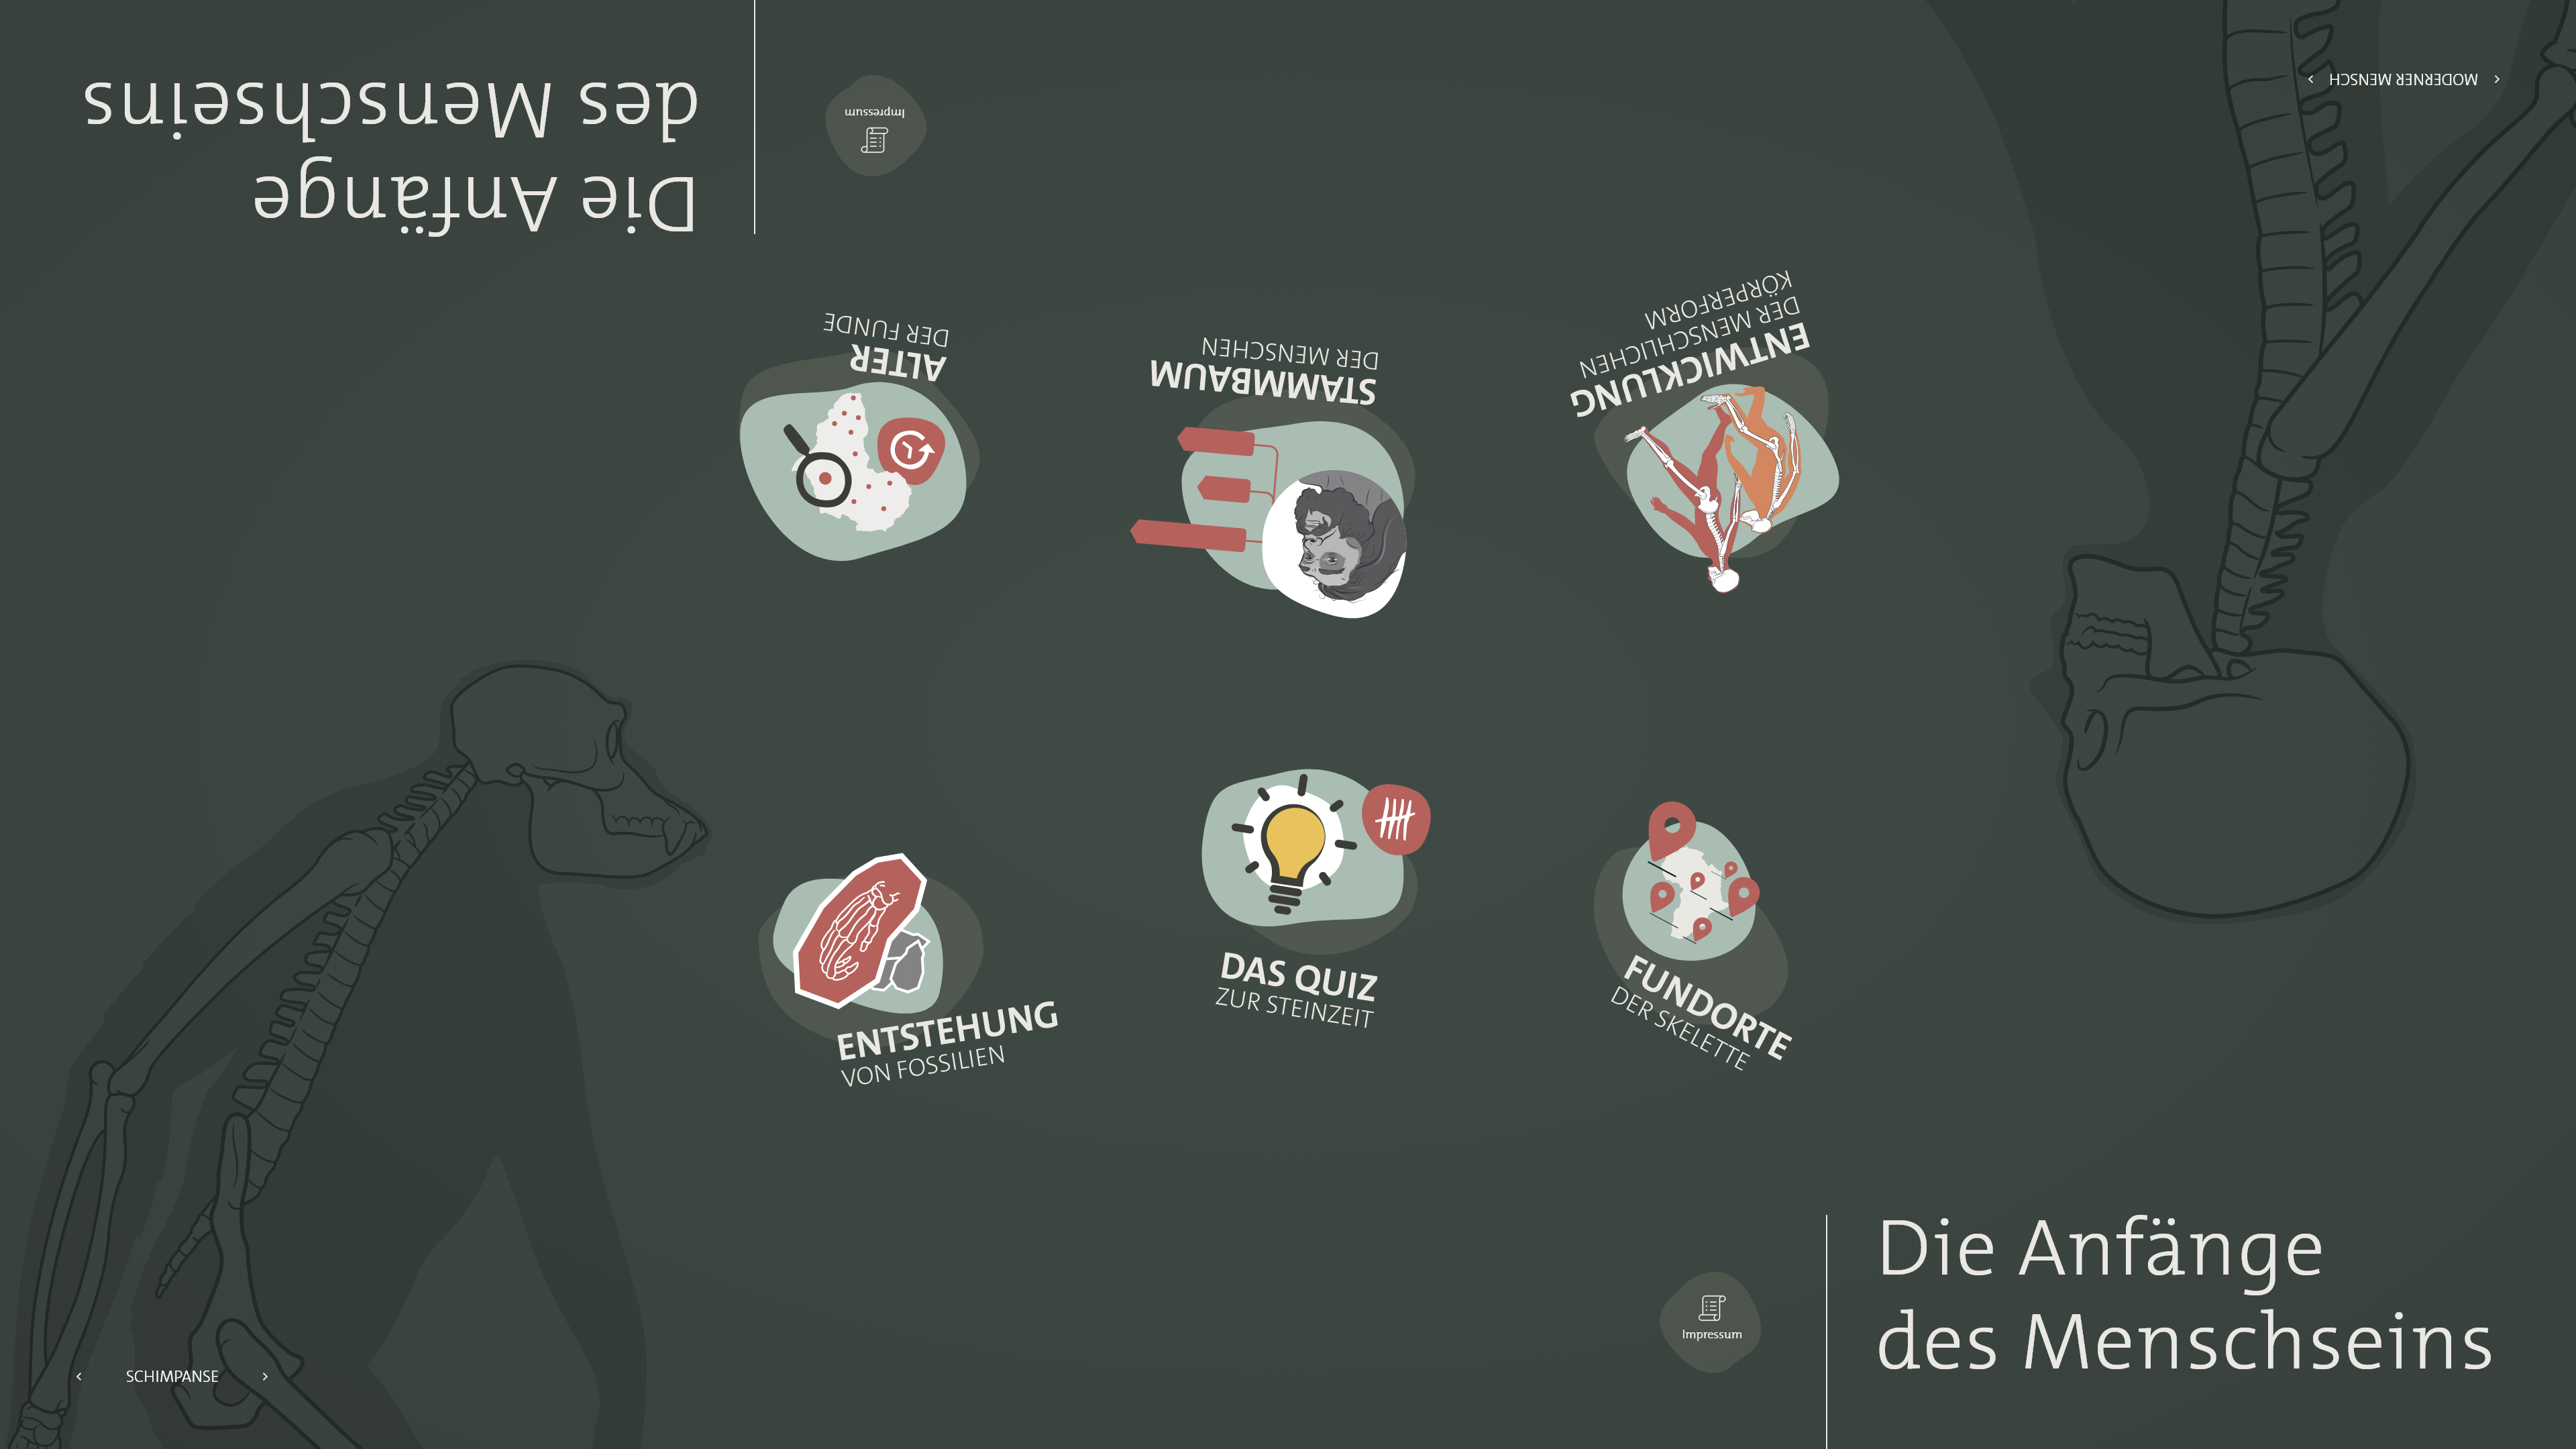 Die Anfänge
des Menschseins
Impressum
MODERNER MENSCH
ALTER
DER FUNDE
STAMMBAUM
DER MENSCHEN
ENTWICKLUNG
DER MENSCHLICHEN
KÖRPERFORM
ENTSTEHUNG
VON FOSSILIEN
DAS QUIZ
ZUR STEINZEIT
FUNDORTE
DER SKELETTE
SCHIMPANSE
Impressum
Die Anfänge
des Menschseins